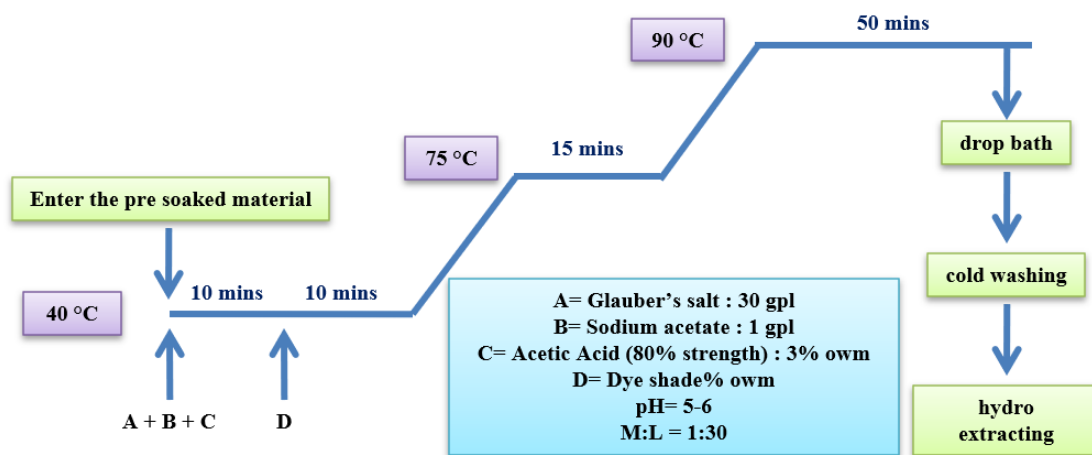 90 °C
50 mins
drop bath
75 °C
15 mins
Enter the pre soaked material
cold washing
40 °C
10 mins
10 mins
A= Glauber's salt : 30 gpl
B= Sodium acetate : 1 gpl
C= Acetic Acid (80% strength) : 3% owm
D= Dye shade% owm
pH= 5-6
M:L = 1:30
A + B + C
D
hydro
extracting